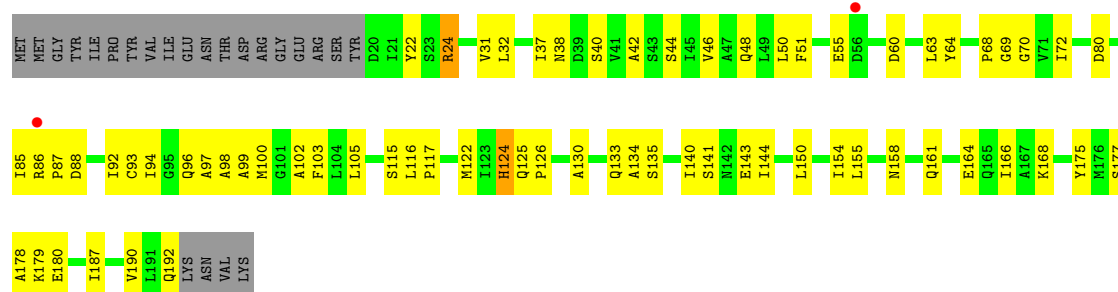 MET MET GLY TYR ILE PRO TYR VAL ILE GLU ASN THR ASP ARG GLY GLU ARG SER TYR D20 I21 Y22 S23 R24 V31 L32 I37 N38 D39 S40 V41 A42 S43 S44 I45 V46 A47 Q48 L49 L50 F51 E55 D56 D60 L63 Y64 P68 G69 G70 V71 I72 D80
I85 R86 P87 D88 I92 C93 I94 G95 Q96 A97 A98 A99 M100 G101 A102 F103 L104 L105 S115 L116 P117 M122 I123 H124 Q125 P126 A130 Q133 A134 S135 I140 S141 N142 E143 I144 L150 I154 L155 N158 Q161 E164 Q165 I166 A167 K168 Y175 M176 S177
A178 K179 E180 I187 V190 L191 Q192 LYS ASN VAL LYS